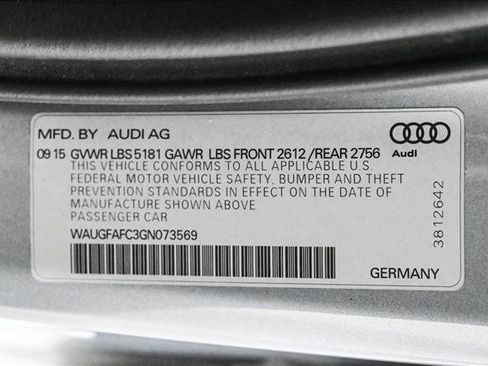 MFD. BY AUDI AG
09 15 GVWR LBS 5181 GAWR LBS FRONT 2612 /REAR 2756
THIS VEHICLE CONFORMS TO ALL APPLICABLE U.S
FEDERAL MOTOR VEHICLE SAFETY, BUMPER AND THEFT
PREVENTION STANDARDS IN EFFECT ON THE DATE OF
MANUFACTURE SHOWN ABOVE
PASSENGER CAR
WAUGFAFC3GN073569
Audi
3812642
GERMANY